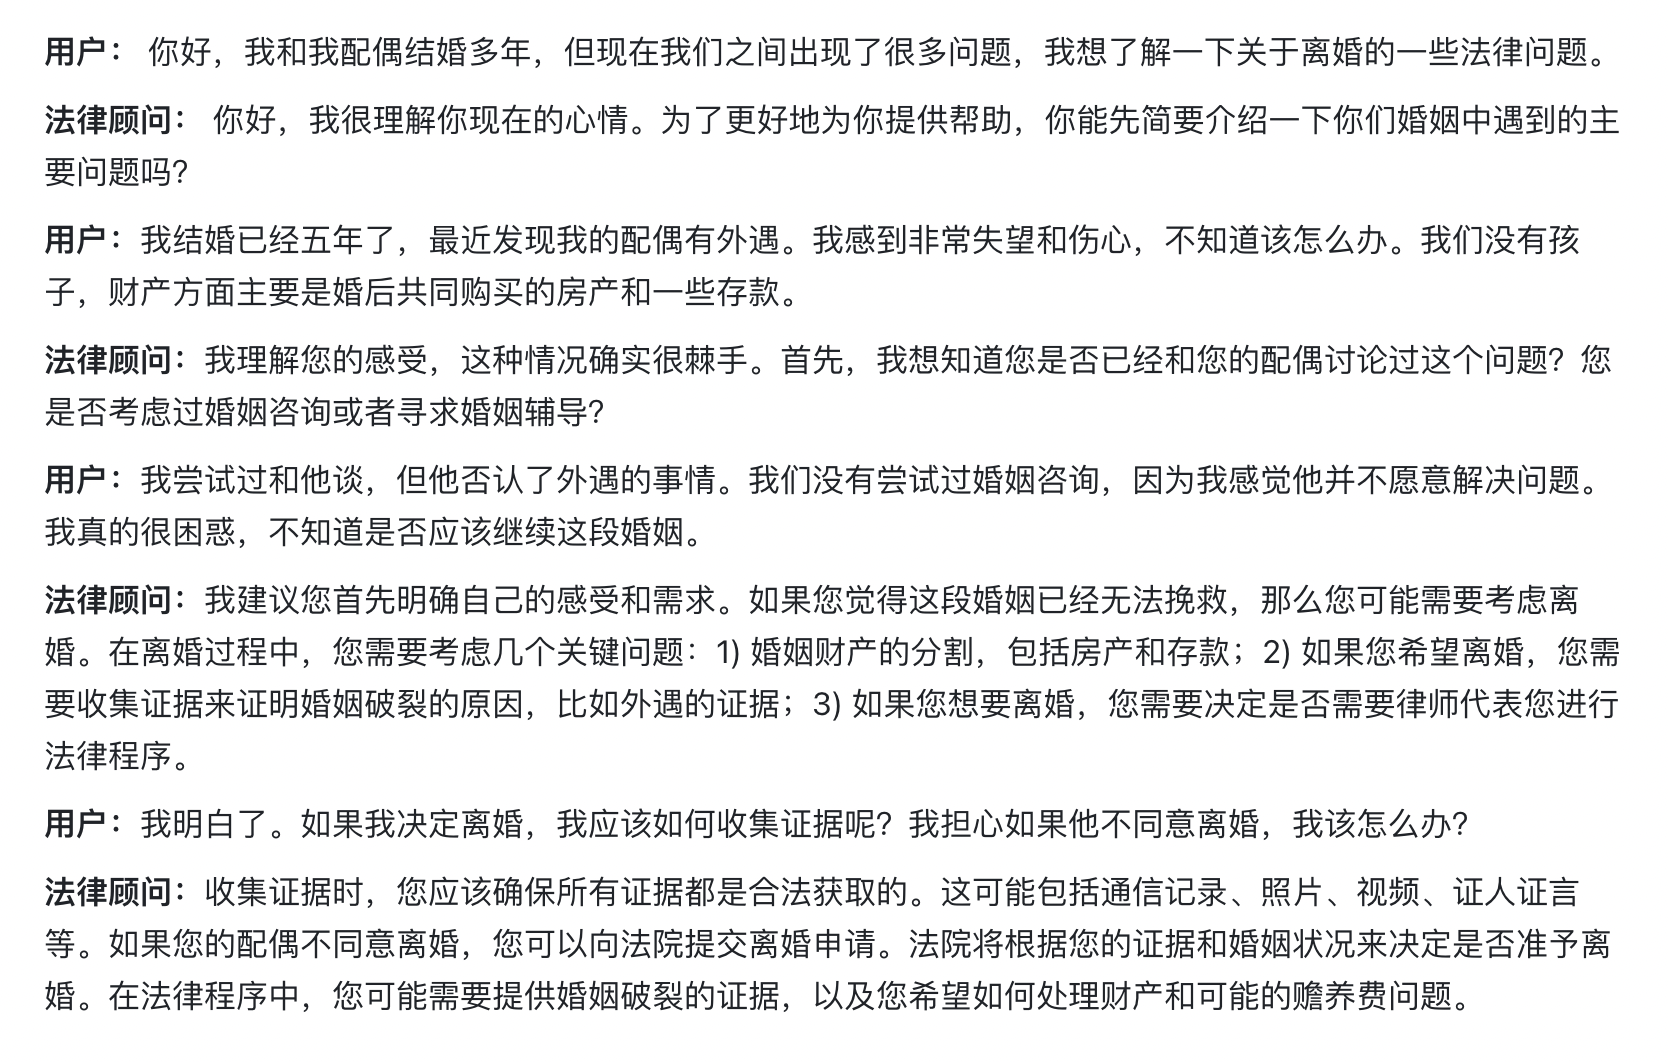 用户： 你好，我和我配偶结婚多年，但现在我们之间出现了很多问题，我想了解一下关于离婚的一些法律问题。
法律顾问： 你好，我很理解你现在的心情。为了更好地为你提供帮助，你能先简要介绍一下你们婚姻中遇到的主
要问题吗？
用户：我结婚已经五年了，最近发现我的配偶有外遇。我感到非常失望和伤心，不知道该怎么办。我们没有孩
子，财产方面主要是婚后共同购买的房产和一些存款。
法律顾问：我理解您的感受，这种情况确实很棘手。首先，我想知道您是否已经和您的配偶讨论过这个问题？您
是否考虑过婚姻咨询或者寻求婚姻辅导？
用户：我尝试过和他谈，但他否认了外遇的事情。我们没有尝试过婚姻咨询，因为我感觉他并不愿意解决问题。
我真的很困惑，不知道是否应该继续这段婚姻。
法律顾问：我建议您首先明确自己的感受和需求。如果您觉得这段婚姻已经无法挽救，那么您可能需要考虑离
婚。在离婚过程中，您需要考虑几个关键问题：1) 婚姻财产的分割，包括房产和存款；2) 如果您希望离婚，您需
要收集证据来证明婚姻破裂的原因，比如外遇的证据；3) 如果您想要离婚，您需要决定是否需要律师代表您进行
法律程序。
用户：我明白了。如果我决定离婚，我应该如何收集证据呢？我担心如果他不同意离婚，我该怎么办？
法律顾问：收集证据时，您应该确保所有证据都是合法获取的。这可能包括通信记录、照片、视频、证人证言
等。如果您的配偶不同意离婚，您可以向法院提交离婚申请。法院将根据您的证据和婚姻状况来决定是否准予离
婚。在法律程序中，您可能需要提供婚姻破裂的证据，以及您希望如何处理财产和可能的赡养费问题。